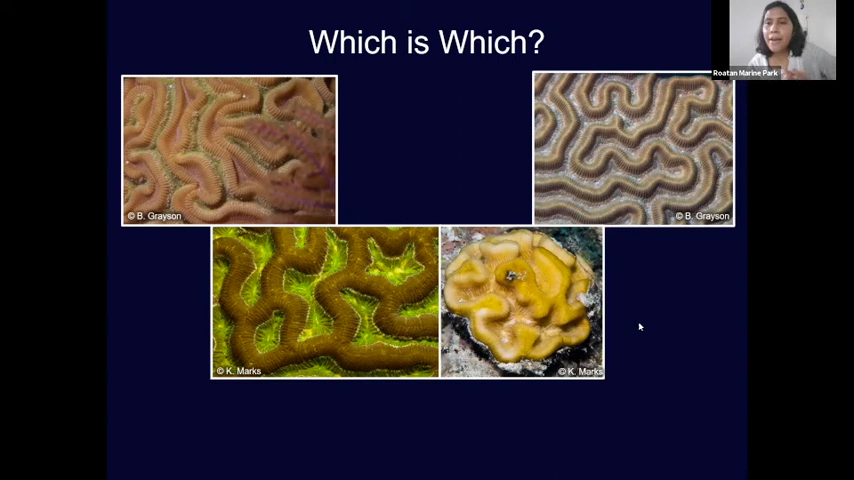 Which is Which?
Roatan Marine Park
© B. Grayson
© B. Grayson
© K. Marks
© K. Marks